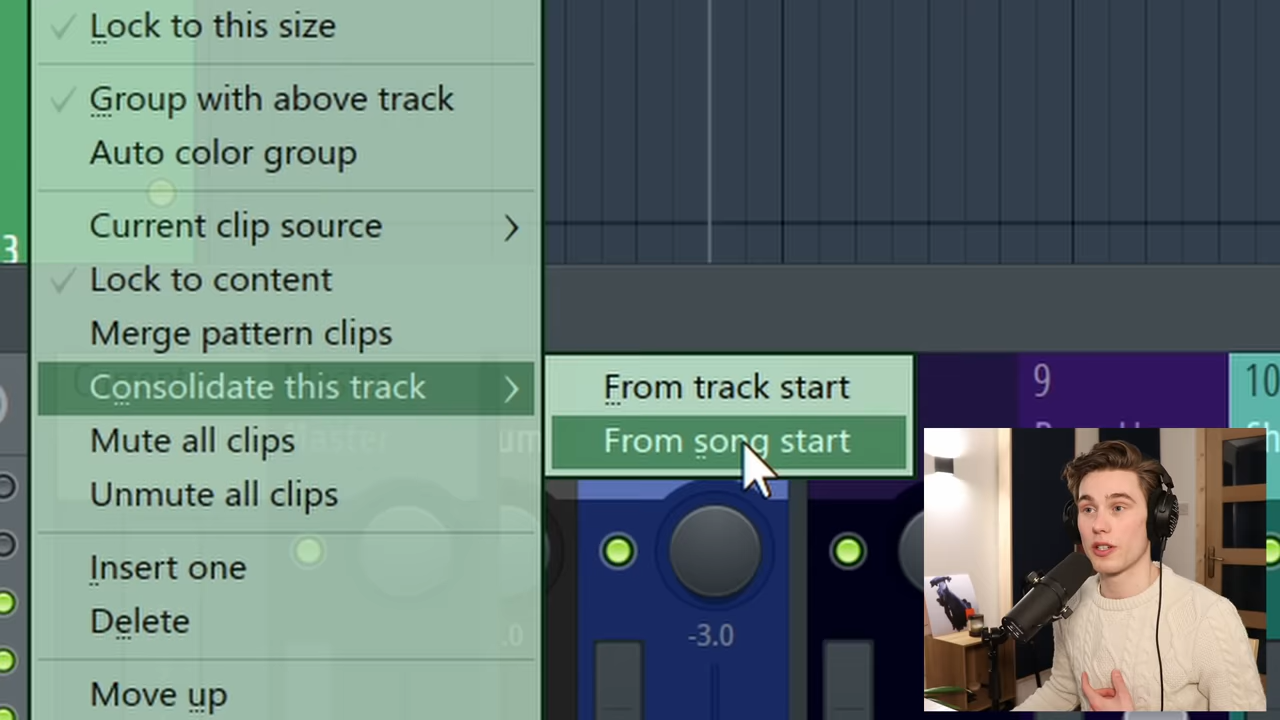 Lock to this size
Group with above track
Auto color group
Current clip source
3
Lock to content
Merge pattern clips
Consolidate this track
From track start
9
10
Mute all clips
From song start
Unmute all clips
Insert one
Delete
-3.0
Move up